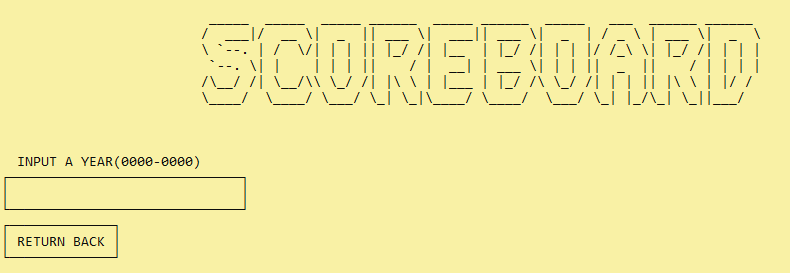 SCOREBOARD
INPUT A YEAR(0000-0000)
RETURN BACK